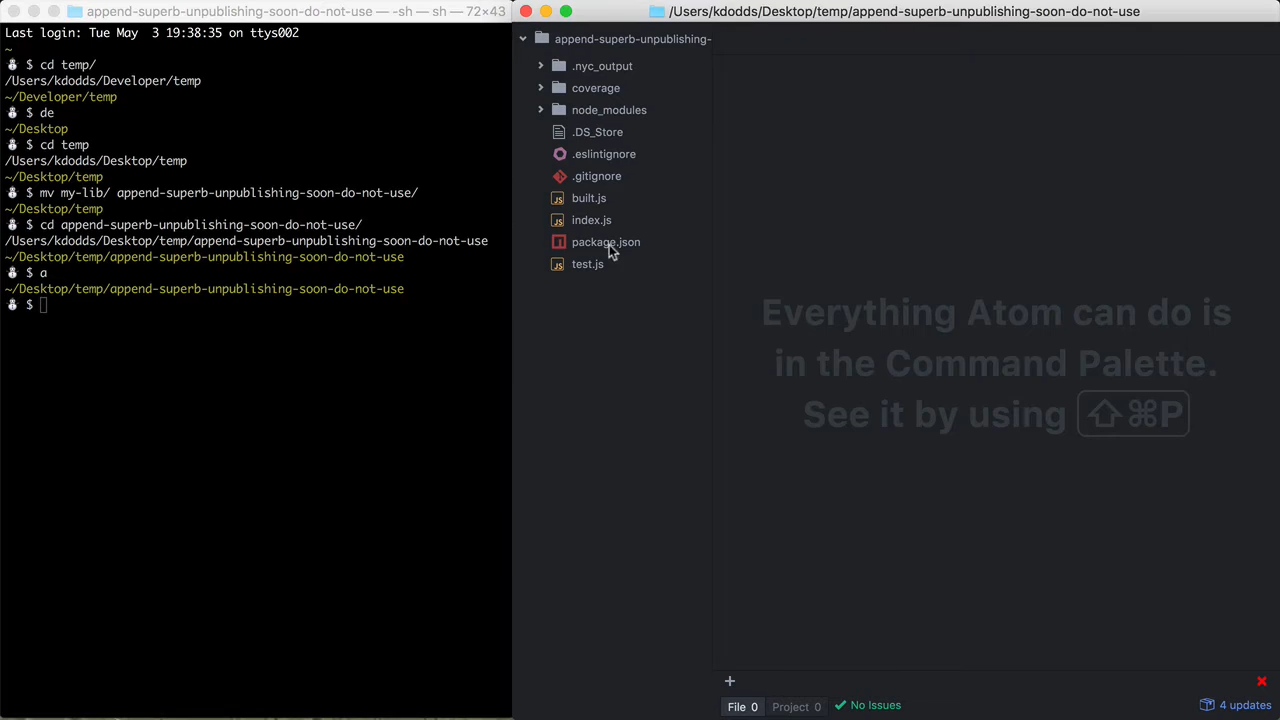 append-superb-unpublishing-soon-do-not-use — -sh — sh — 72×43
Last login: Tue May  3 19:38:35 on ttys002
~
$ cd temp/
/Users/kdodds/Developer/temp
~/Developer/temp
$ de
~/Desktop
$ cd temp
/Users/kdodds/Desktop/temp
~/Desktop/temp
$ mv my-lib/ append-superb-unpublishing-soon-do-not-use/
~/Desktop/temp
$ cd append-superb-unpublishing-soon-do-not-use/
/Users/kdodds/Desktop/temp/append-superb-unpublishing-soon-do-not-use
~/Desktop/temp/append-superb-unpublishing-soon-do-not-use
$ a
~/Desktop/temp/append-superb-unpublishing-soon-do-not-use
$
/Users/kdodds/Desktop/temp/append-superb-unpublishing-soon-do-not-use
append-superb-unpublishing-
.nyc_output
coverage
node_modules
.DS_Store
.eslintignore
.gitignore
built.js
index.js
package.json
test.js
Everything Atom can do is
in the Command Palette.
See it by using ⇧⌘P
File 0 Project 0 No Issues 4 updates